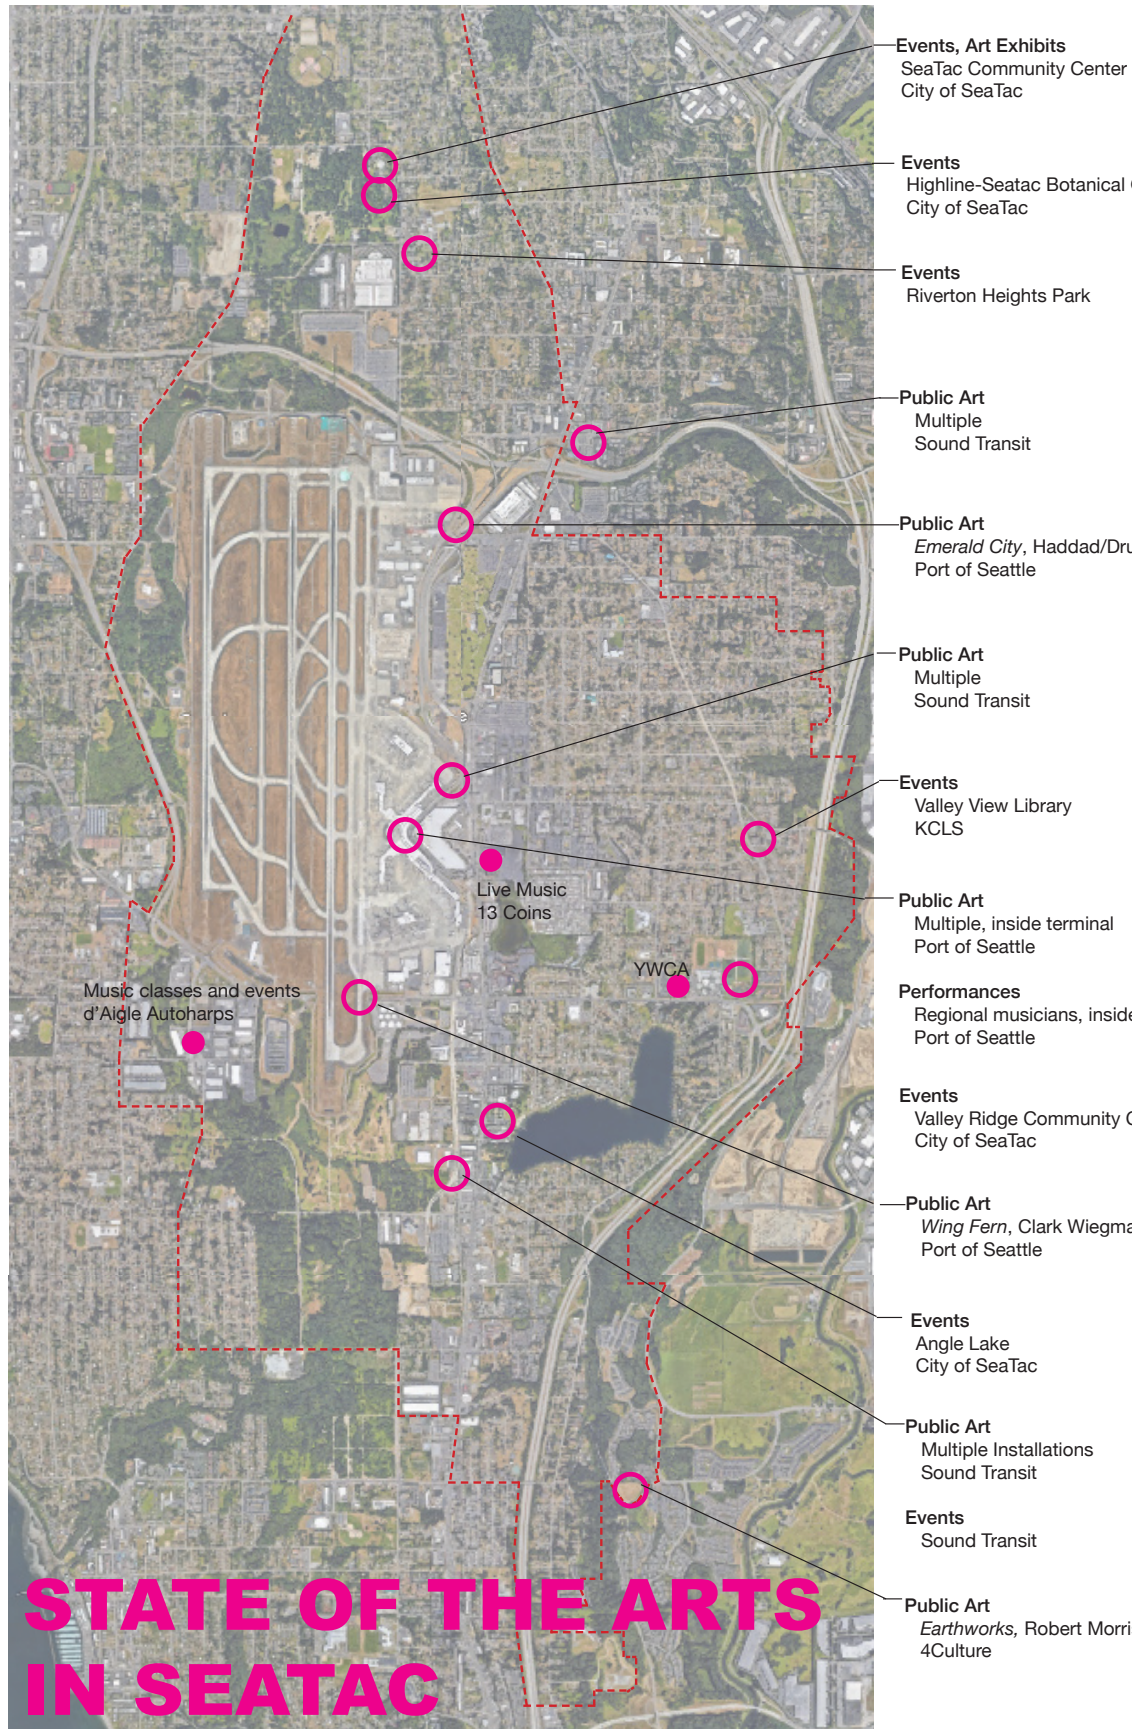 Events, Art Exhibits
SeaTac Community Center
City of SeaTac
Events
Highline-Seatac Botanical
City of SeaTac
Events
Riverton Heights Park
Public Art
Multiple
Sound Transit
Public Art
Emerald City, Haddad/Dru
Port of Seattle
Public Art
Multiple
Sound Transit
Events
Valley View Library
KCLS
Live Music
13 Coins
Public Art
Multiple, inside terminal
Port of Seattle
YWCA
Music classes and events
d'Aigle Autoharps
Performances
Regional musicians, inside
Port of Seattle
Events
Valley Ridge Community
City of SeaTac
Public Art
Wing Fern, Clark Wiegma
Port of Seattle
Events
Angle Lake
City of SeaTac
Public Art
Multiple Installations
Sound Transit
Events
Sound Transit
Public Art
Earthworks, Robert Morri
4Culture
STATE OF THE ARTS
IN SEATAC